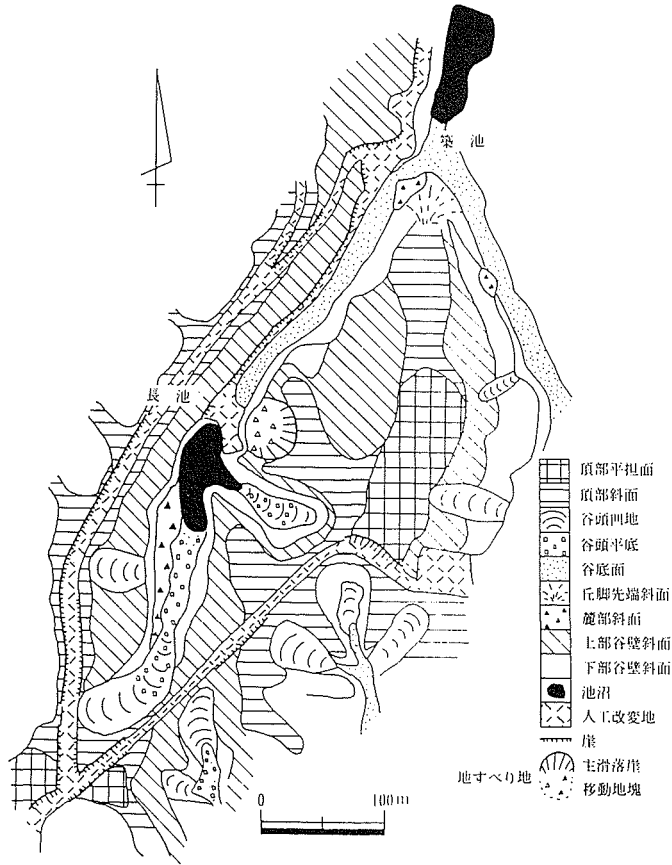 築池
長池
頂部平担面
頂部斜面
谷頭凹地
谷頭平底
谷底面
丘脚先端斜面
麓部斜面
上部谷壁斜面
下部谷壁斜面
池沼
人工改変地
崖
主滑落崖
地すべり地
移動地塊
0 100m